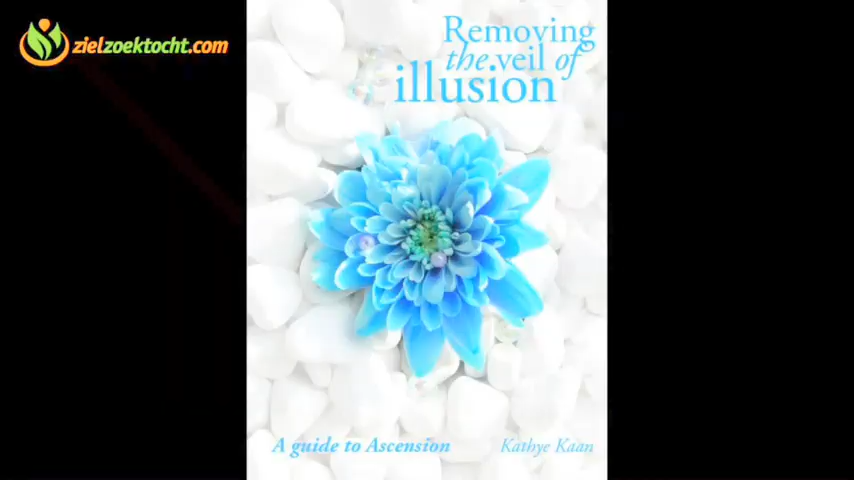 zielzoektocht.com
Removing
the veil of
illusion
A guide to Ascension
Kathye Kaan